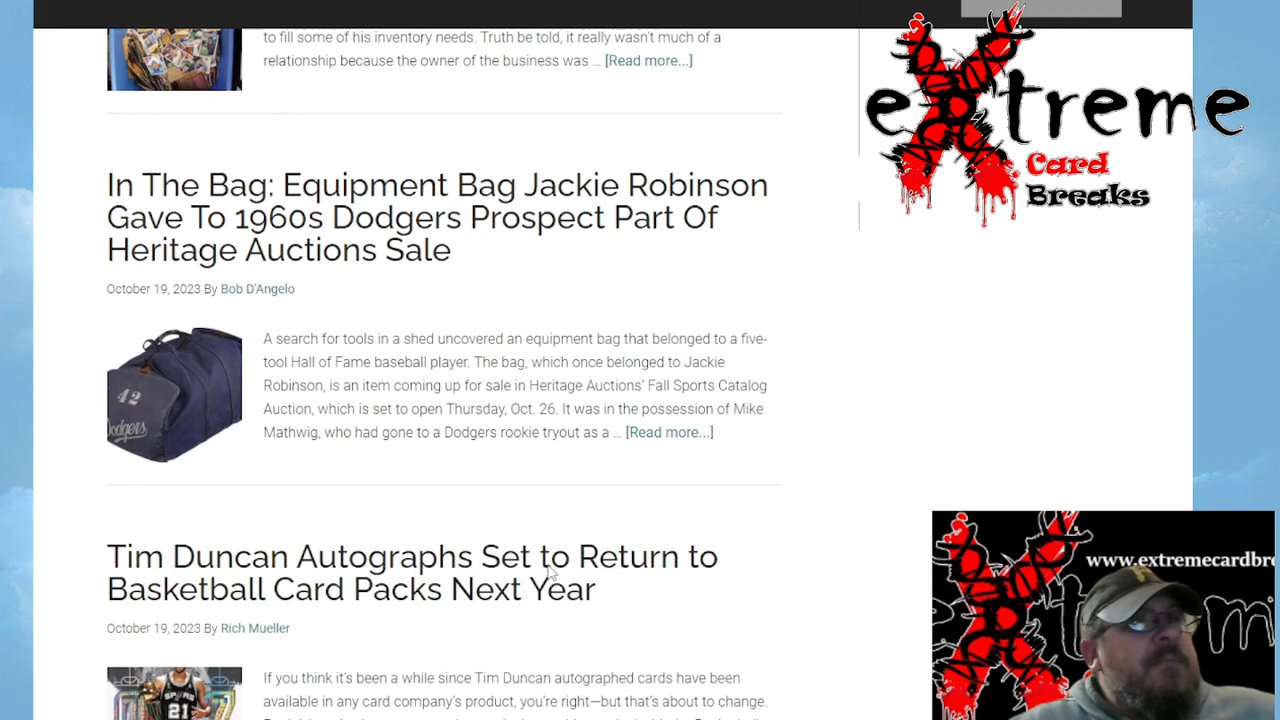 to fill some of his inventory needs. Truth be told, it really wasn't much of a
relationship because the owner of the business was ... [Read more...]
eXtreme
Card
Breaks
In The Bag: Equipment Bag Jackie Robinson
Gave To 1960s Dodgers Prospect Part Of
Heritage Auctions Sale
October 19, 2023 By Bob D'Angelo
A search for tools in a shed uncovered an equipment bag that belonged to a five-
tool Hall of Fame baseball player. The bag, which once belonged to Jackie
Robinson, is an item coming up for sale in Heritage Auctions' Fall Sports Catalog
Auction, which is set to open Thursday, Oct. 26. It was in the possession of Mike
Mathwig, who had gone to a Dodgers rookie tryout as a ... [Read more...]
42
Dodgers
Tim Duncan Autographs Set to Return to
Basketball Card Packs Next Year
October 19, 2023 By Rich Mueller
If you think it's been a while since Tim Duncan autographed cards have been
available in any card company's product, you're right—but that's about to change.
SPURS
21
www.extremecardbre